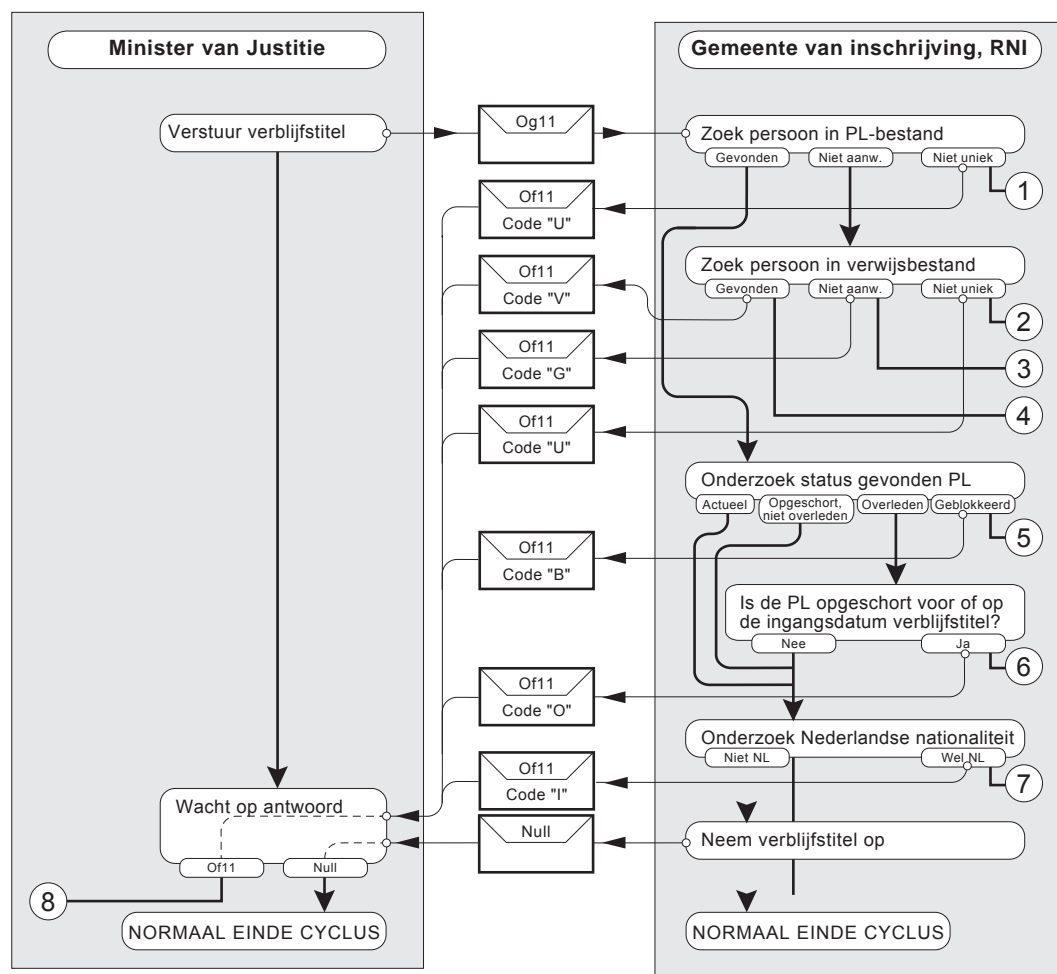 Minister van Justitie
Gemeente van inschrijving, RNI
Verstuur verblijfstitel
Og11
Zoek persoon in PL-bestand
Gevonden
Niet aanw.
Niet uniek
1
Of11
Code "U"
Zoek persoon in verwijsbestand
Gevonden
Niet aanw.
Niet uniek
2
Of11
Code "V"
3
Of11
Code "G"
4
Of11
Code "U"
Onderzoek status gevonden PL
Actueel
Opgeschort,
niet overleden
Overleden
Geblokkeerd
5
Of11
Code "B"
Is de PL opgeschort voor of op
de ingangsdatum verblijfstitel?
Nee
Ja
6
Of11
Code "O"
Onderzoek Nederlandse nationaliteit
Niet NL
Wel NL
7
Of11
Code "I"
Wacht op antwoord
Of11
Null
Null
Neem verblijfstitel op
8
NORMAAL EINDE CYCLUS
NORMAAL EINDE CYCLUS